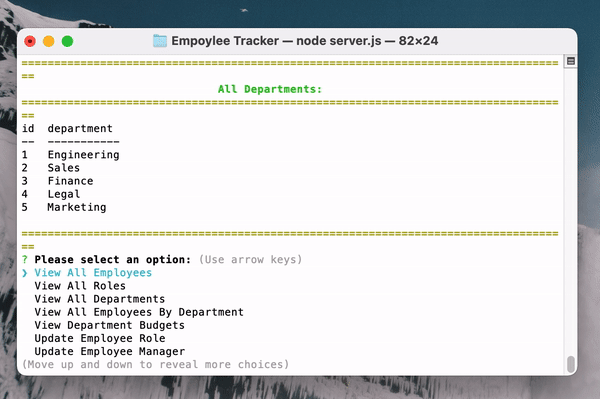 Empoylee Tracker — node server.js — 82×24
==================================================================================
==
All Departments:
==================================================================================
==
id  department
--  -----------
1   Engineering
2   Sales
3   Finance
4   Legal
5   Marketing
==================================================================================
==
? Please select an option: (Use arrow keys)
❯ View All Employees
  View All Roles
  View All Departments
  View All Employees By Department
  View Department Budgets
  Update Employee Role
  Update Employee Manager
(Move up and down to reveal more choices)